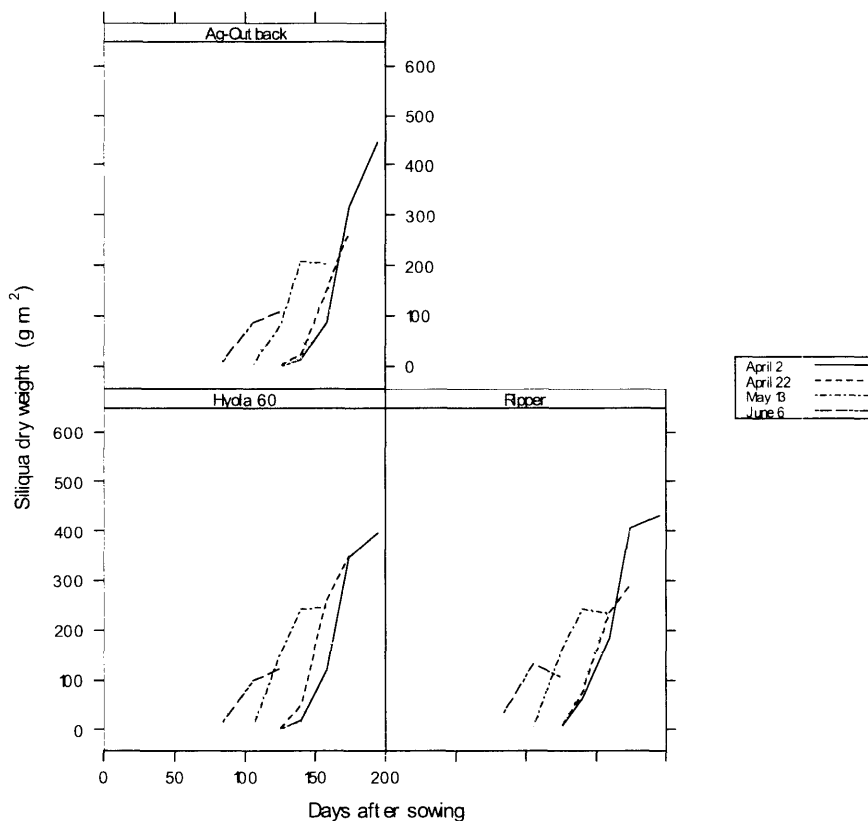 Ag-Outback
600
500
400
300
200
100
0
Siliqua dry weight (g m²)
Hyola 60
Ripper
600
500
400
300
200
100
0
0 50 100 150 200
Days after sowing
April 2
April 22
May 13
June 6